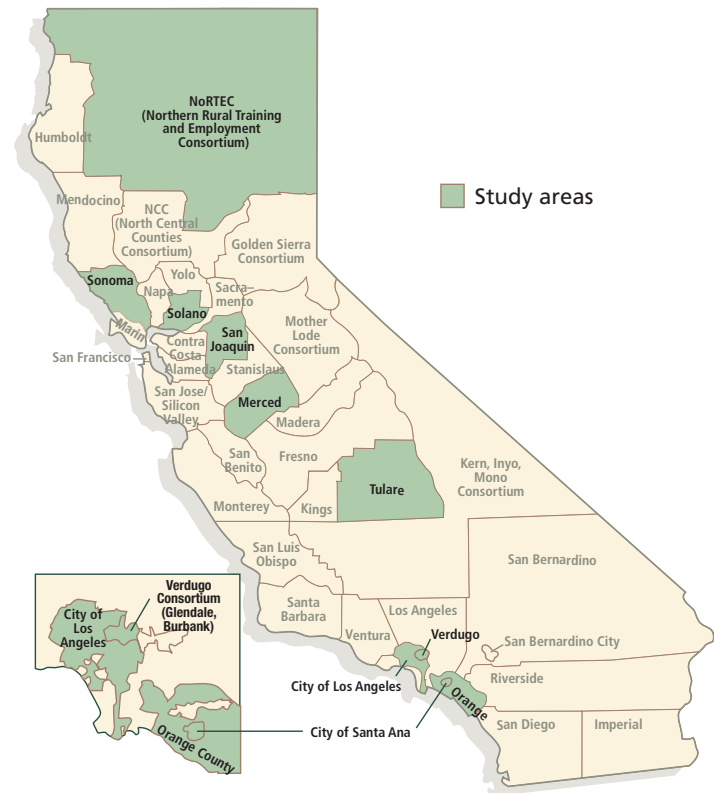 NoRTEC
(Northern Rural Training
and Employment
Consortium)
Humboldt
Study areas
Mendocino
NCC
(North Central
Counties
Consortium)
Golden Sierra
Consortium
Sonoma
Yolo
Napa
Sacra–
mento
Solano
Marin
San
Joaquin
Mother
Lode
Consortium
Contra
Costa
San Francisco
Alameda
Stanislaus
San Jose/
Silicon
Valley
Merced
Madera
San
Benito
Fresno
Kern, Inyo,
Mono
Consortium
Tulare
Monterey
Kings
San Luis
Obispo
San Bernardino
Verdugo
Consortium
(Glendale,
Burbank)
City of
Los
Angeles
Santa
Barbara
Los Angeles
Ventura
Verdugo
San Bernardino City
Riverside
City of Los Angeles
Orange
City of Santa Ana
San Diego
Imperial
Orange County